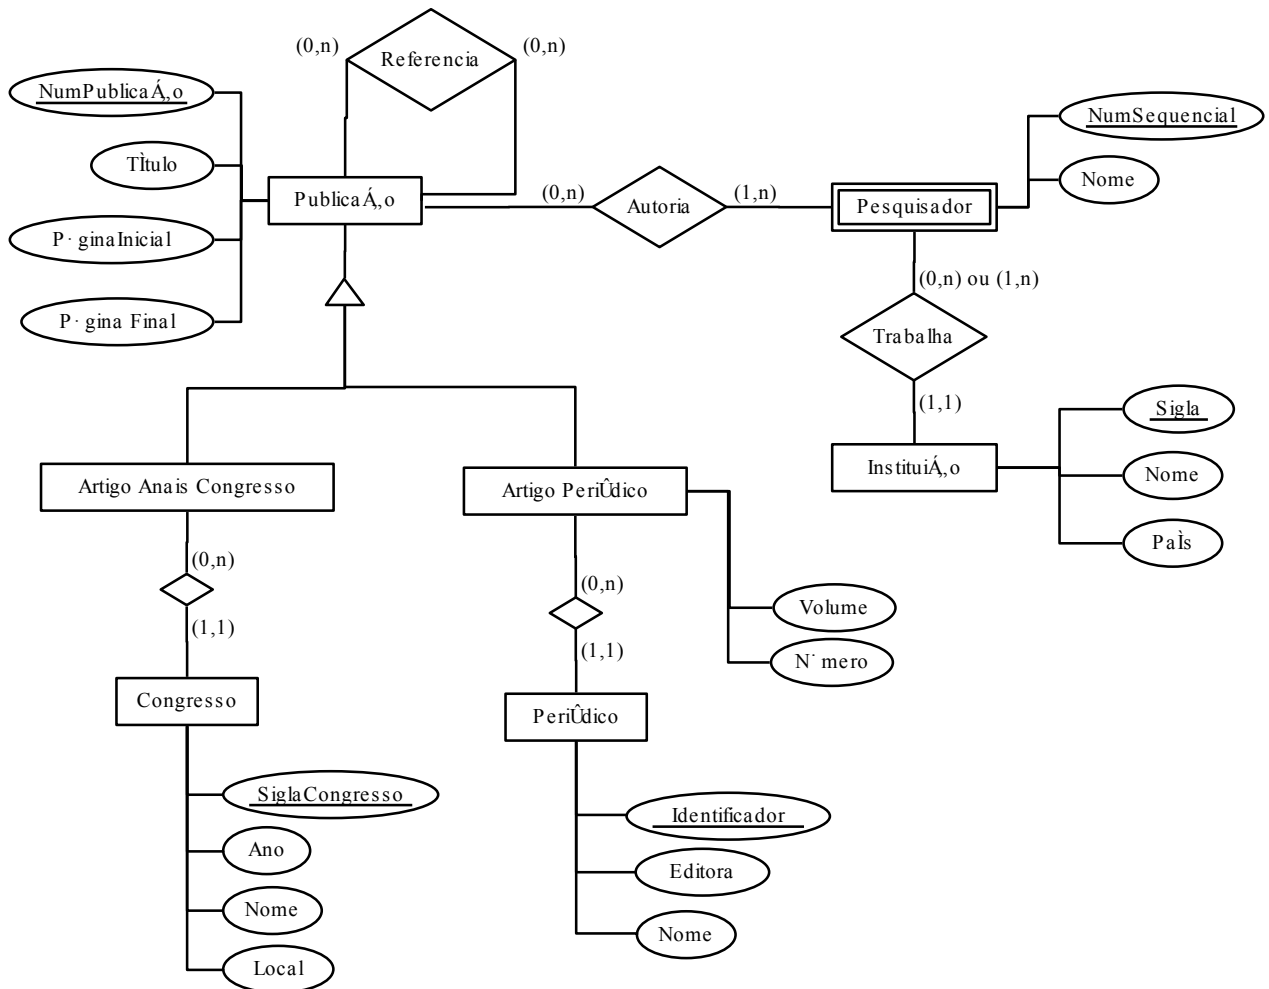 (0,n)
Referencia
(0,n)
NumPublicaÁ„o
TÌtulo
P·ginaInicial
P·gina Final
PublicaÁ„o
(0,n)
Autoria
(1,n)
Pesquisador
NumSequencial
Nome
(0,n) ou (1,n)
Trabalha
(1,1)
InstituiÁ„o
Sigla
Nome
PaÌs
Artigo Anais Congresso
(0,n)
(1,1)
Congresso
SiglaCongresso
Ano
Nome
Local
Artigo PeriÛdico
(0,n)
(1,1)
Volume
N˙mero
PeriÛdico
Identificador
Editora
Nome